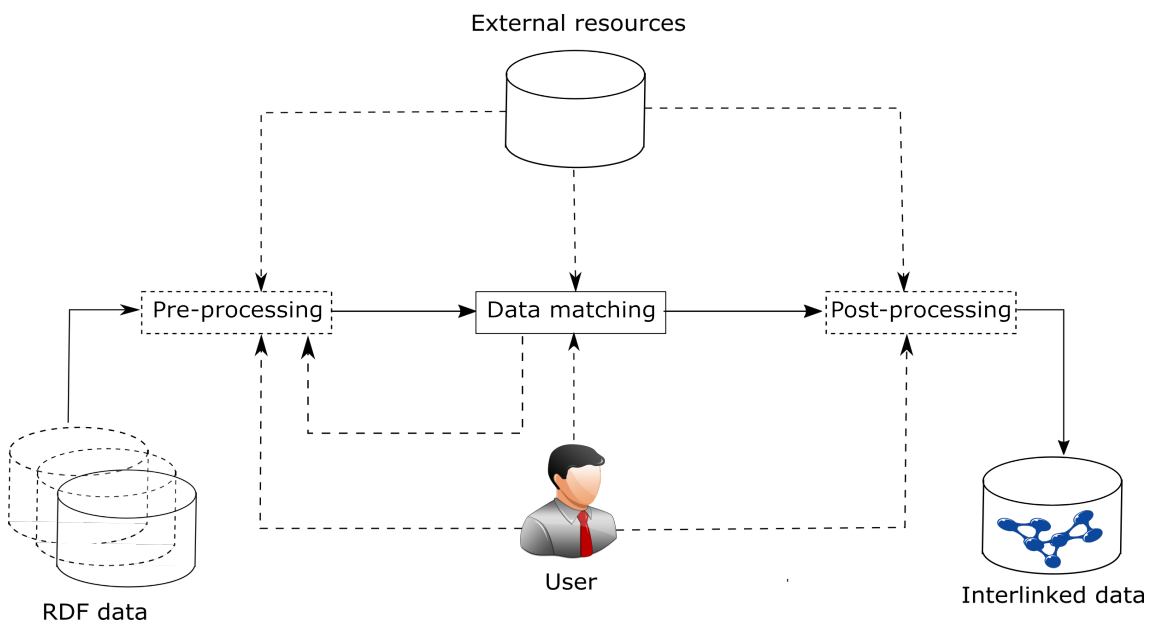 External resources
Pre-processing
Data matching
Post-processing
User
Interlinked data
RDF data